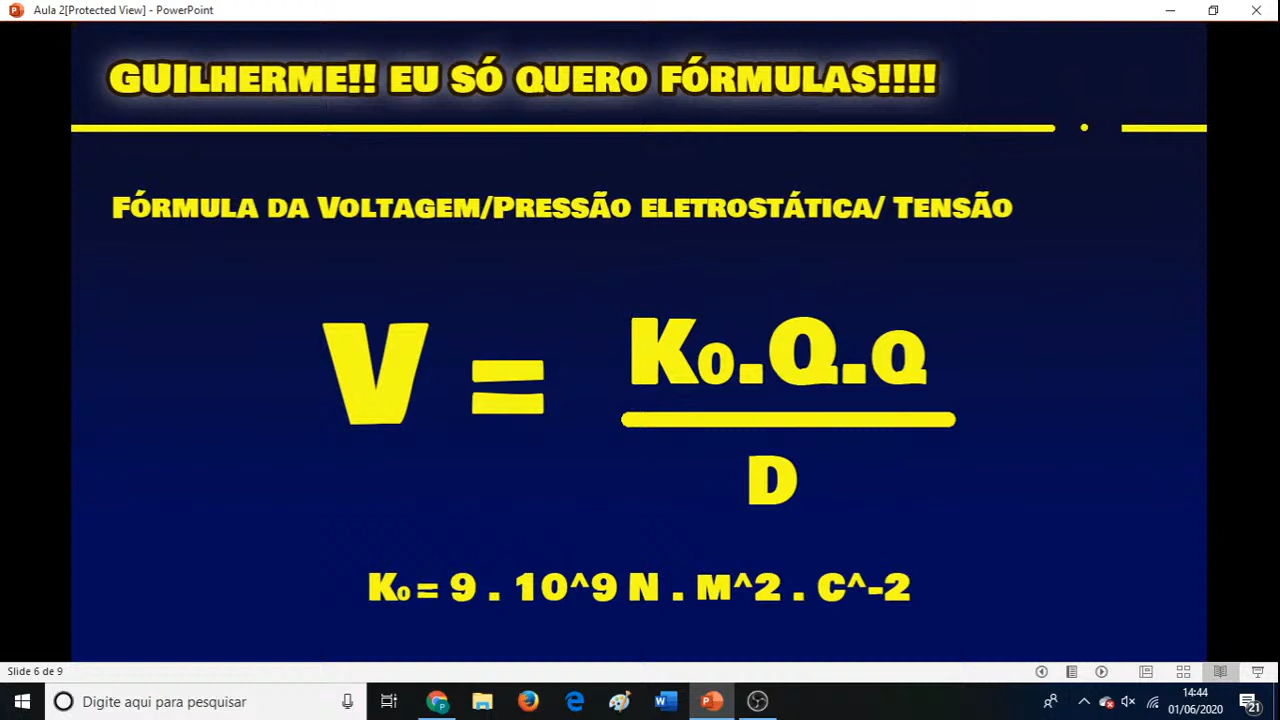 Aula 2[Protected View] - PowerPoint
GUILHERME!! EU SÓ QUERO FÓRMULAS!!!!
FÓRMULA DA VOLTAGEM/PRESSÃO ELETROSTÁTICA/ TENSÃO
V = K0.Q.Q
D
K0 = 9 . 10^9 N . M^2 . C^-2
Slide 6 de 9
Digite aqui para pesquisar
14:44
01/06/2020
21